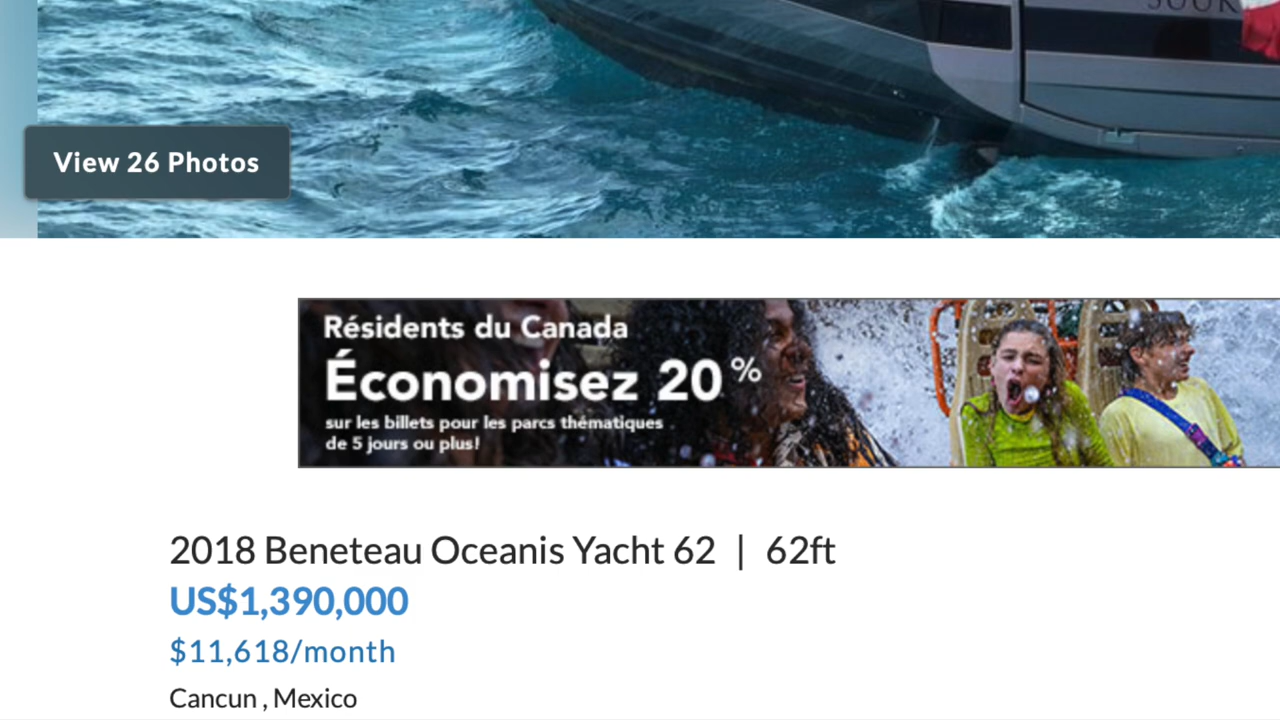 View 26 Photos
Résidents du Canada
Économisez 20%
sur les billets pour les parcs thématiques
de 5 jours ou plus!
2018 Beneteau Oceanis Yacht 62 | 62ft
US$1,390,000
$11,618/month
Cancun , Mexico